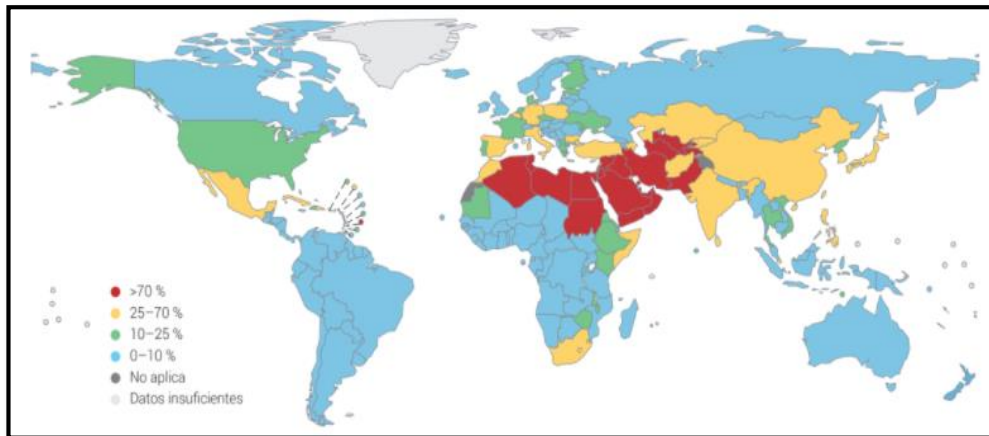 >70 %
25–70 %
10–25 %
0–10 %
No aplica
Datos insuficientes